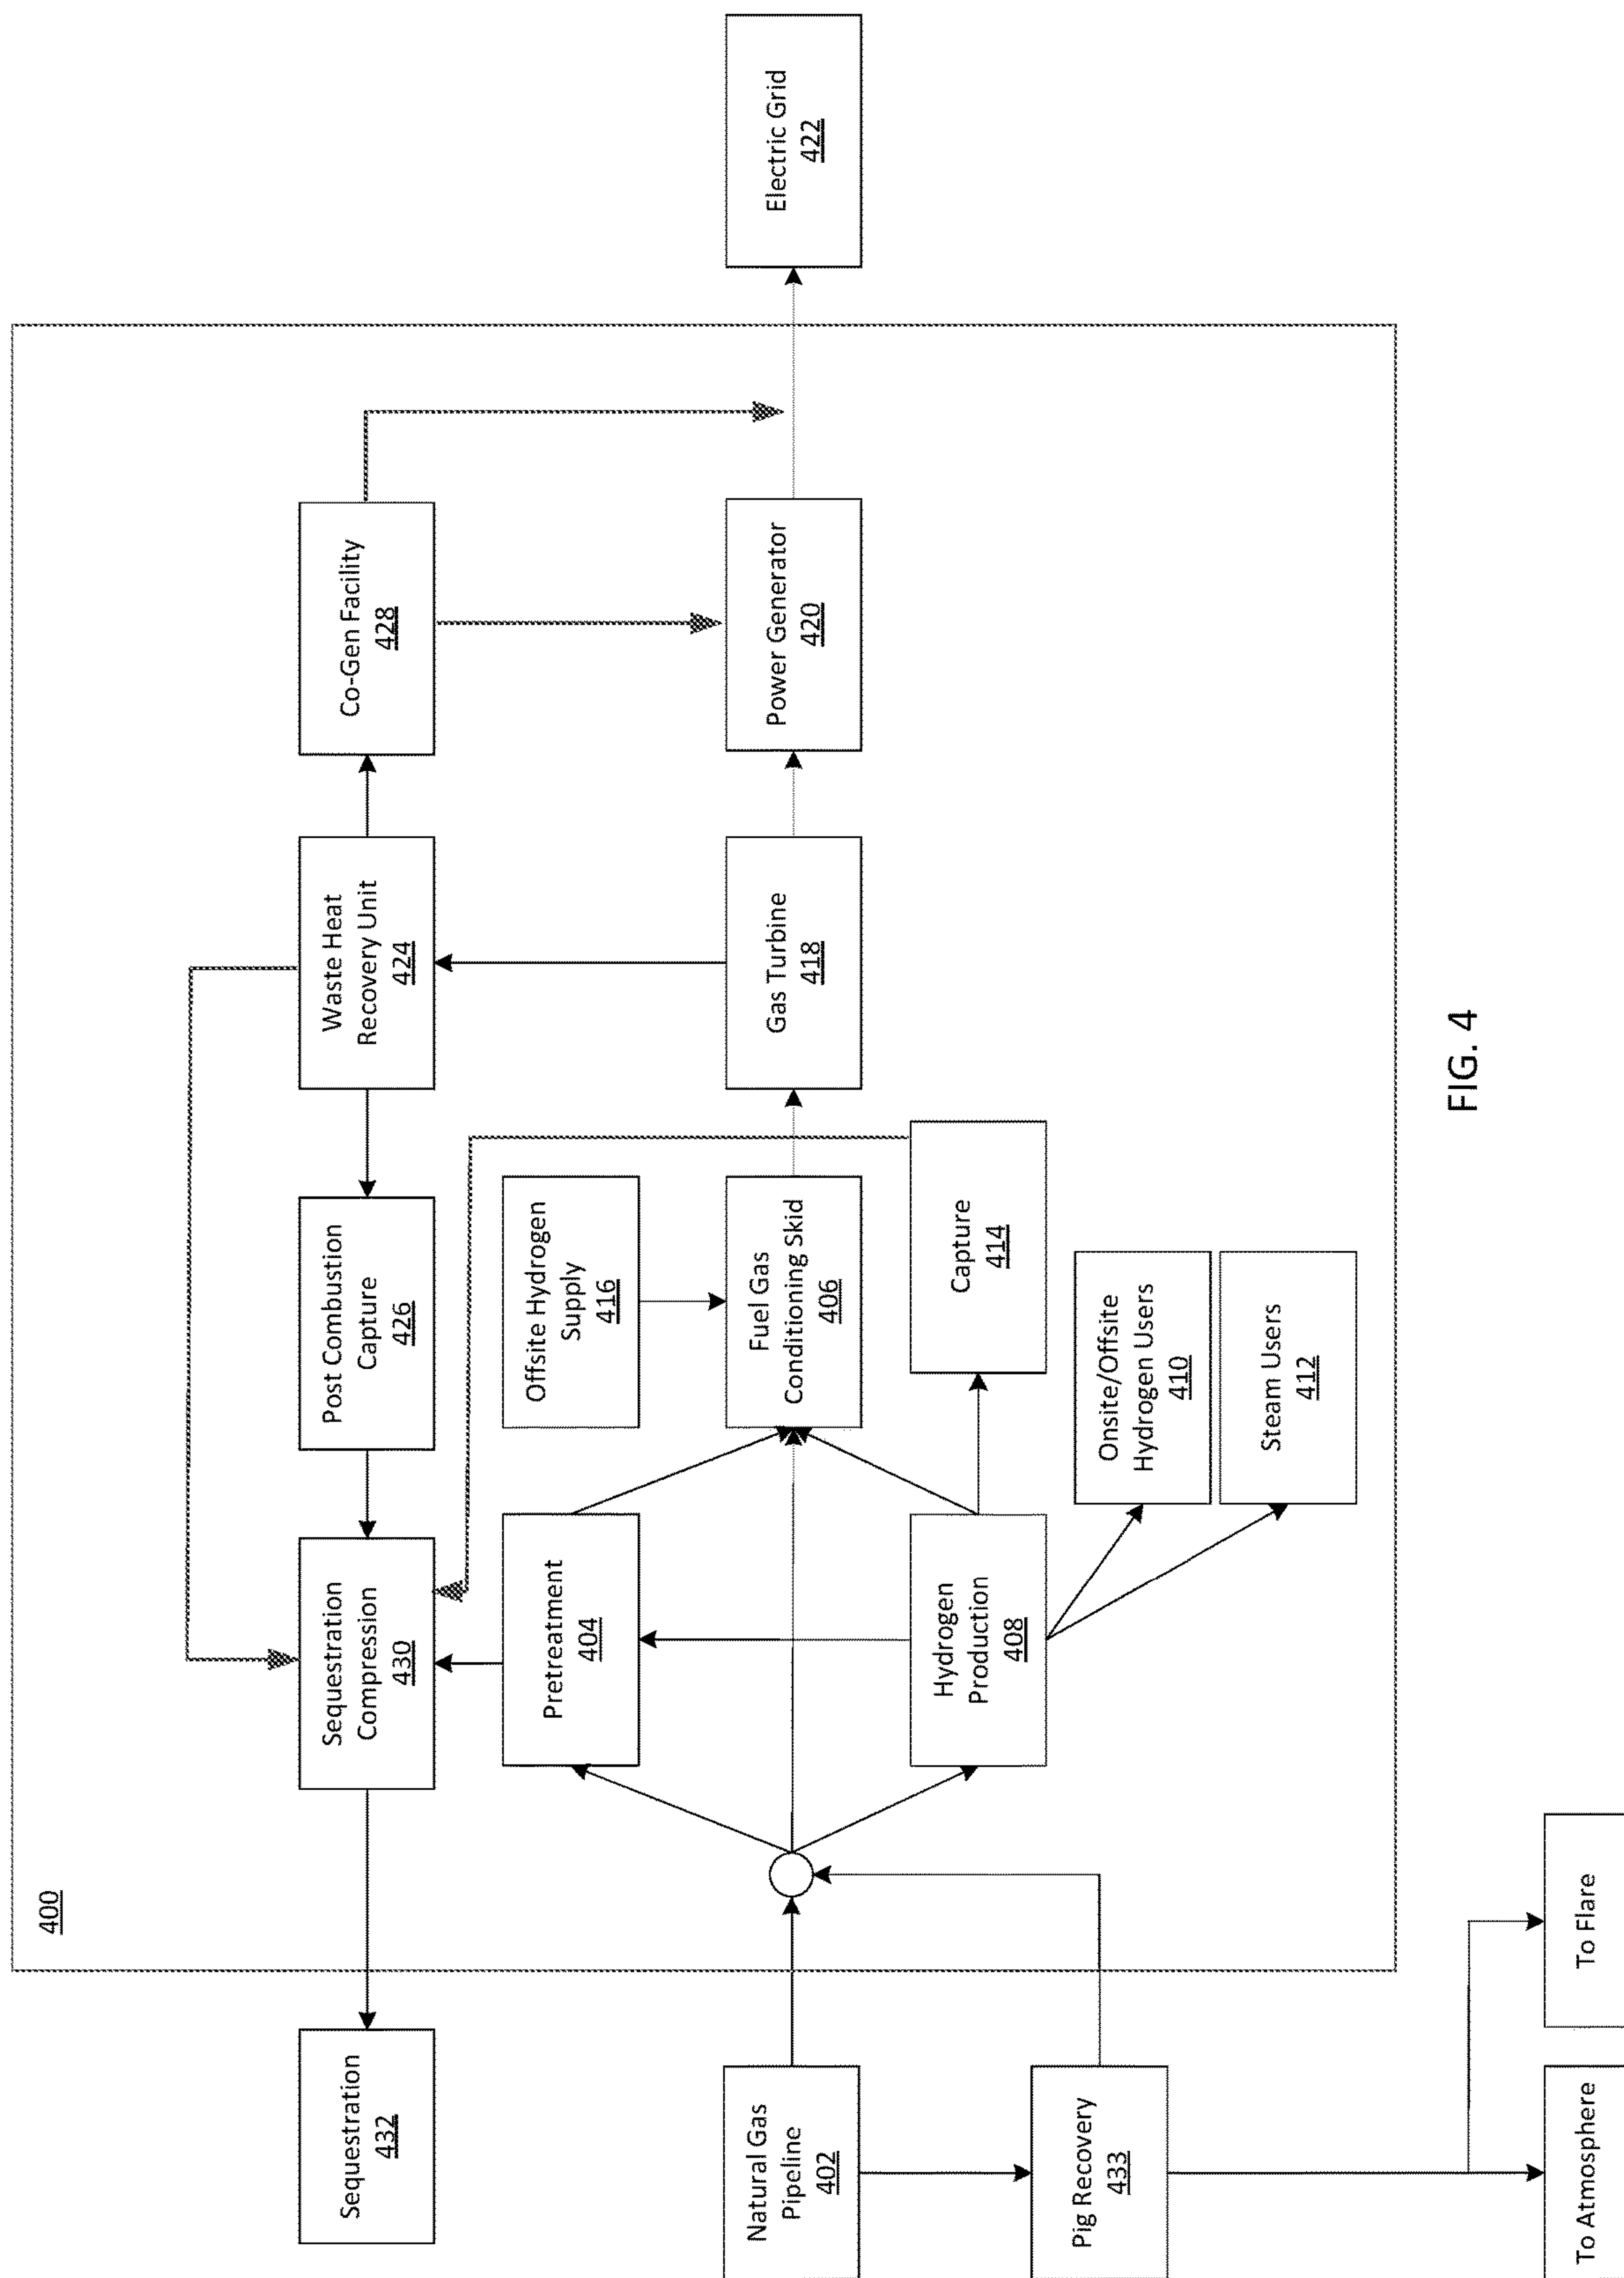 400
Sequestration
432
Sequestration
Compression
430
Post Combustion
Capture
426
Waste Heat
Recovery Unit
424
Co-Gen Facility
428
Pretreatment
404
Offsite Hydrogen
Supply
416
Natural Gas
Pipeline
402
Fuel Gas
Conditioning Skid
406
Gas Turbine
418
Power Generator
420
Electric Grid
422
Hydrogen
Production
408
Capture
414
Pig Recovery
433
Onsite/Offsite
Hydrogen Users
410
Steam Users
412
To Atmosphere
To Flare
FIG. 4